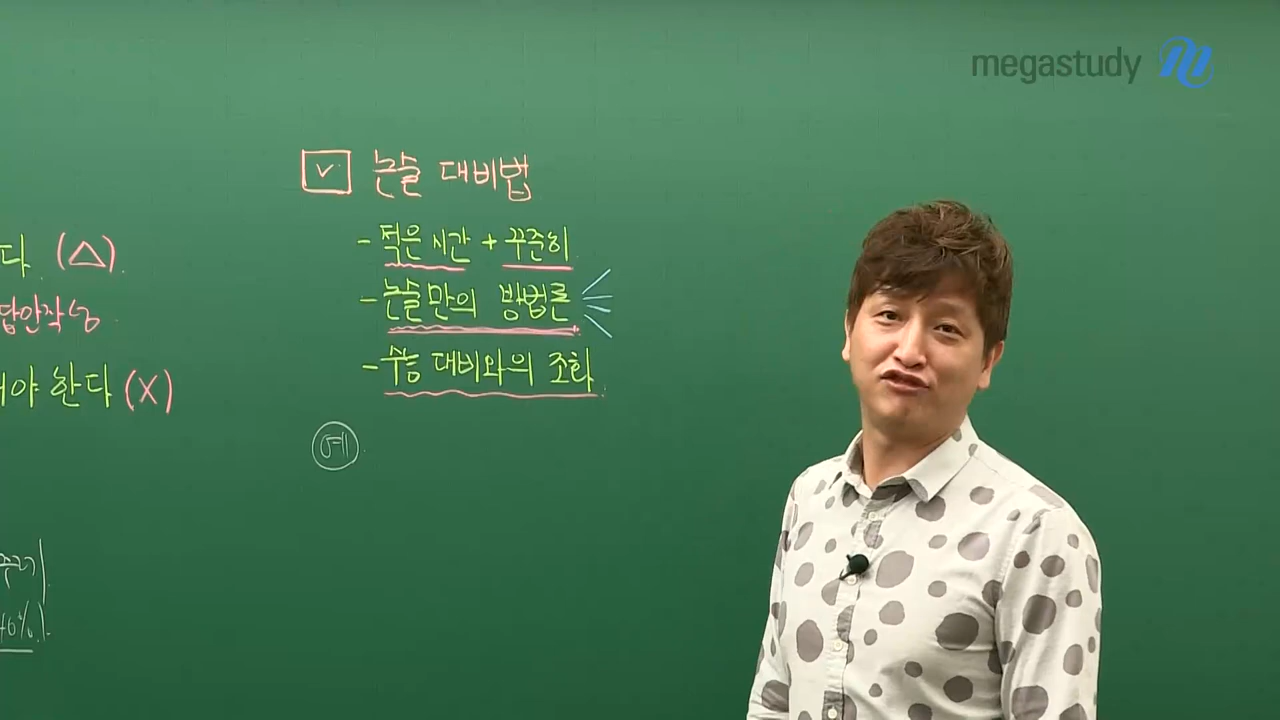 megastudy
논술 대비법
- 적은 시간 + 꾸준히
- 논술만의 방법론
- 수능 대비와의 조화
예
다 (△).
답안작성
야 한다 (X)
40%